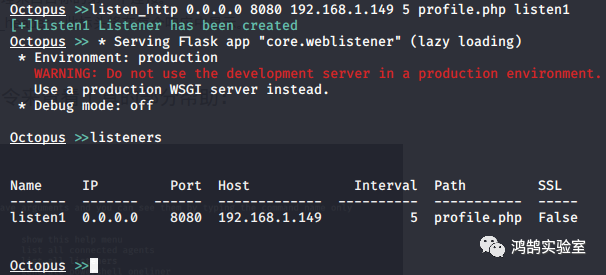 Octopus >>listen_http 0.0.0.0 8080 192.168.1.149 5 profile.php listen1
[+]listen1 Listener has been created
Octopus >> * Serving Flask app "core.weblistener" (lazy loading)
* Environment: production
WARNING: Do not use the development server in a production environment.
Use a production WSGI server instead.
* Debug mode: off
Octopus >>listeners
Name IP Port Host Interval Path SSL
------ ------- ------ ------------- ---------- ----------- -----
listen1 0.0.0.0 8080 192.168.1.149 5 profile.php False
鸿鹄实验室
Octopus >>